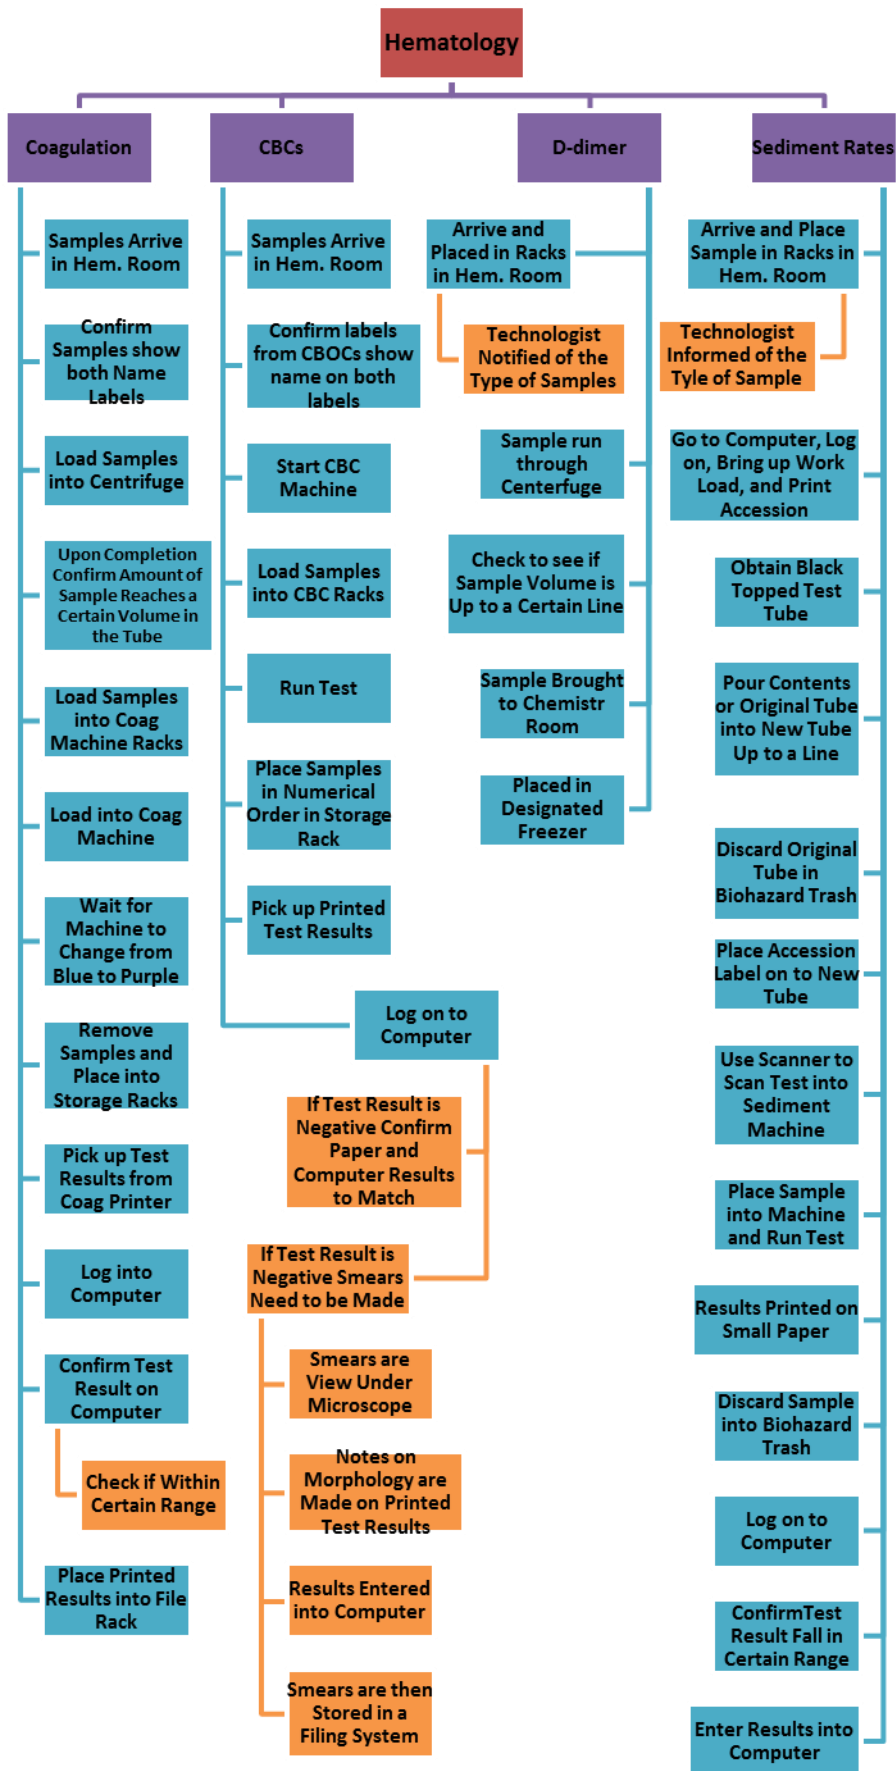 Hematology
Coagulation
Samples Arrive
in Hem. Room
Confirm
Samples show
both Name
Labels
Load Samples
into Centrifuge
Upon Completion
Confirm Amount of
Sample Reaches a
Certain Volume in
the Tube
Load Samples
into Coag
Machine Racks
Load into Coag
Machine
Wait for
Machine to
Change from
Blue to Purple
Remove
Samples and
Place into
Storage Racks
Pick up Test
Results from
Coag Printer
Log into
Computer
Confirm Test
Result on
Computer
Check if Within
Certain Range
Place Printed
Results into File
Rack
CBCs
Samples Arrive
in Hem. Room
Confirm labels
from CBOCs show
name on both
labels
Start CBC
Machine
Load Samples
into CBC Racks
Run Test
Place Samples
in Numerical
Order in Storage
Rack
Pick up Printed
Test Results
Log on to
Computer
If Test Result is
Negative Confirm
Paper and
Computer Results
to Match
If Test Result is
Negative Smears
Need to be Made
Smears are
View Under
Microscope
Notes on
Morphology are
Made on Printed
Test Results
Results Entered
into Computer
Smears are then
Stored in a
Filing System
D-dimer
Arrive and
Placed in Racks
in Hem. Room
Technologist
Notified of the
Type of Samples
Sample run
through
Centerfuge
Check to see if
Sample Volume is
Up to a Certain Line
Sample Brought
to Chemistr
Room
Placed in
Designated
Freezer
Sediment Rates
Arrive and Place
Sample in Racks in
Hem. Room
Technologist
Informed of the
Tyle of Sample
Go to Computer, Log
on, Bring up Work
Load, and Print
Accession
Obtain Black
Topped Test
Tube
Pour Contents
or Original Tube
into New Tube
Up to a Line
Discard Original
Tube in
Biohazard Trash
Place Accession
Label on to New
Tube
Use Scanner to
Scan Test into
Sediment
Machine
Place Sample
into Machine
and Run Test
Results Printed on
Small Paper
Discard Sample
into Biohazard
Trash
Log on to
Computer
ConfirmTest
Result Fall in
Certain Range
Enter Results into
Computer